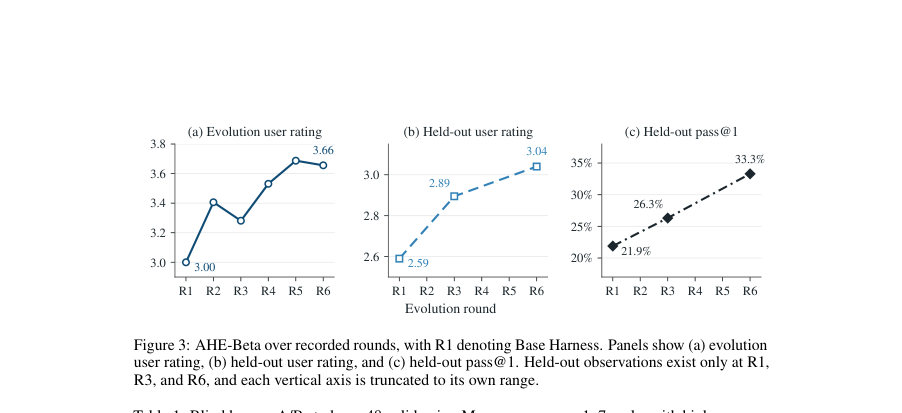 (a) Evolution user rating
3.8
3.6
3.4
3.2
3.0
3.00
3.66
R1 R2 R3 R4 R5 R6
(b) Held-out user rating
3.0
2.8
2.6
2.59
2.89
3.04
R1 R2 R3 R4 R5 R6
Evolution round
(c) Held-out pass@1
35%
30%
25%
20%
21.9%
26.3%
33.3%
R1 R2 R3 R4 R5 R6
Figure 3: AHE-Beta over recorded rounds, with R1 denoting Base Harness. Panels show (a) evolution
user rating, (b) held-out user rating, and (c) held-out pass@1. Held-out observations exist only at R1,
R3, and R6, and each vertical axis is truncated to its own range.